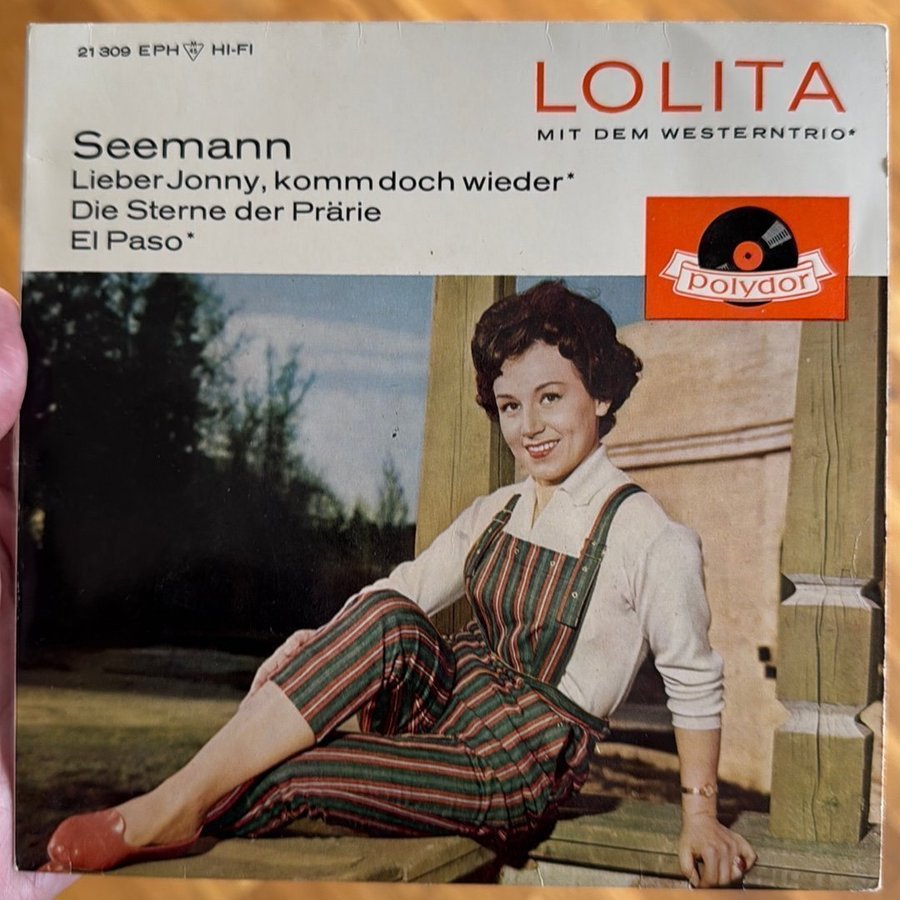 21 309 EPH 45 HI-FI
LOLITA
MIT DEM WESTERNTRIO*
Seemann
Lieber Jonny, komm doch wieder*
Die Sterne der Prärie
El Paso*
Polydor